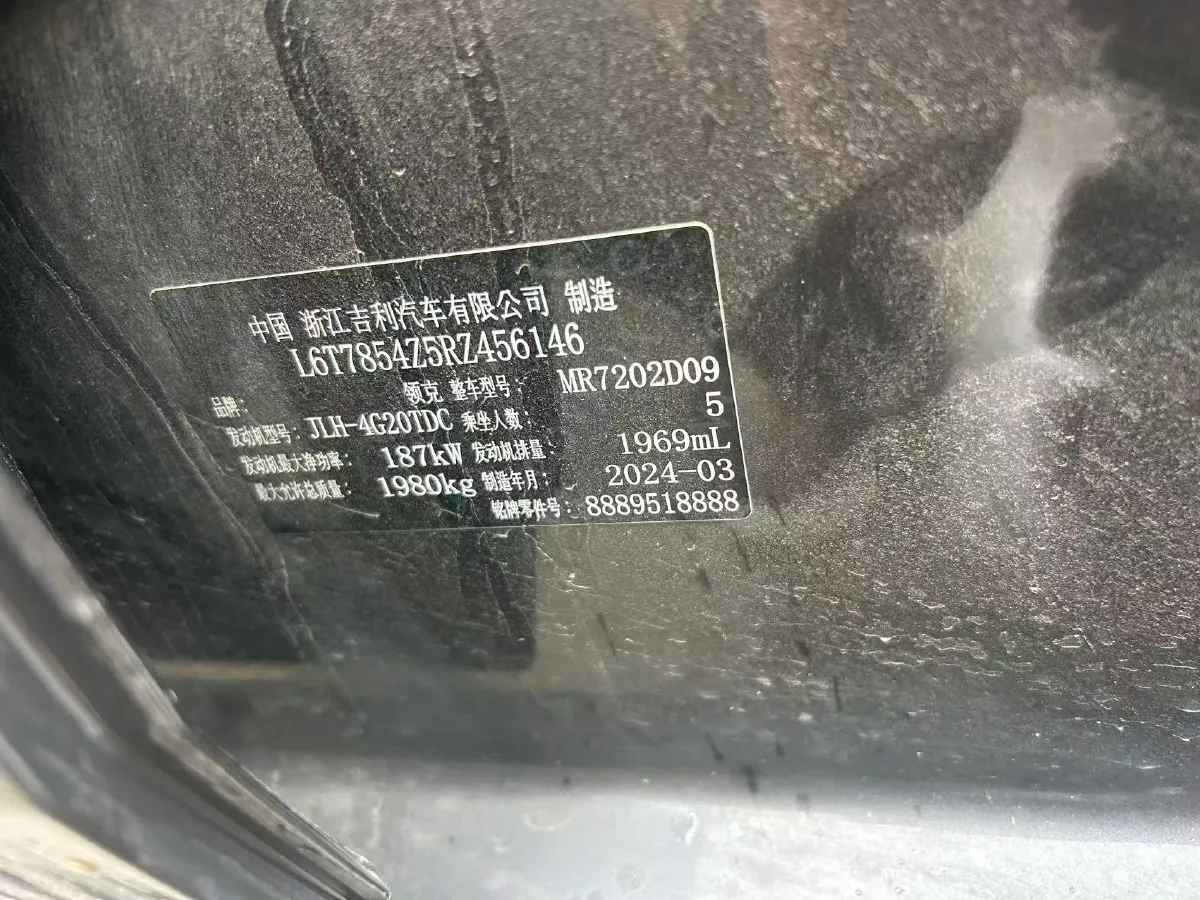 中国 浙江吉利汽车有限公司 制造
L6T7854Z5RZ456146
品牌: 领克 整车型号: MR7202D09
发动机型号: JLH-4G20TDC 乘坐人数: 5
发动机最大净功率: 187kW 发动机排量: 1969mL
最大允许总质量: 1980kg 制造年月: 2024-03
铭牌零件号: 8889518888